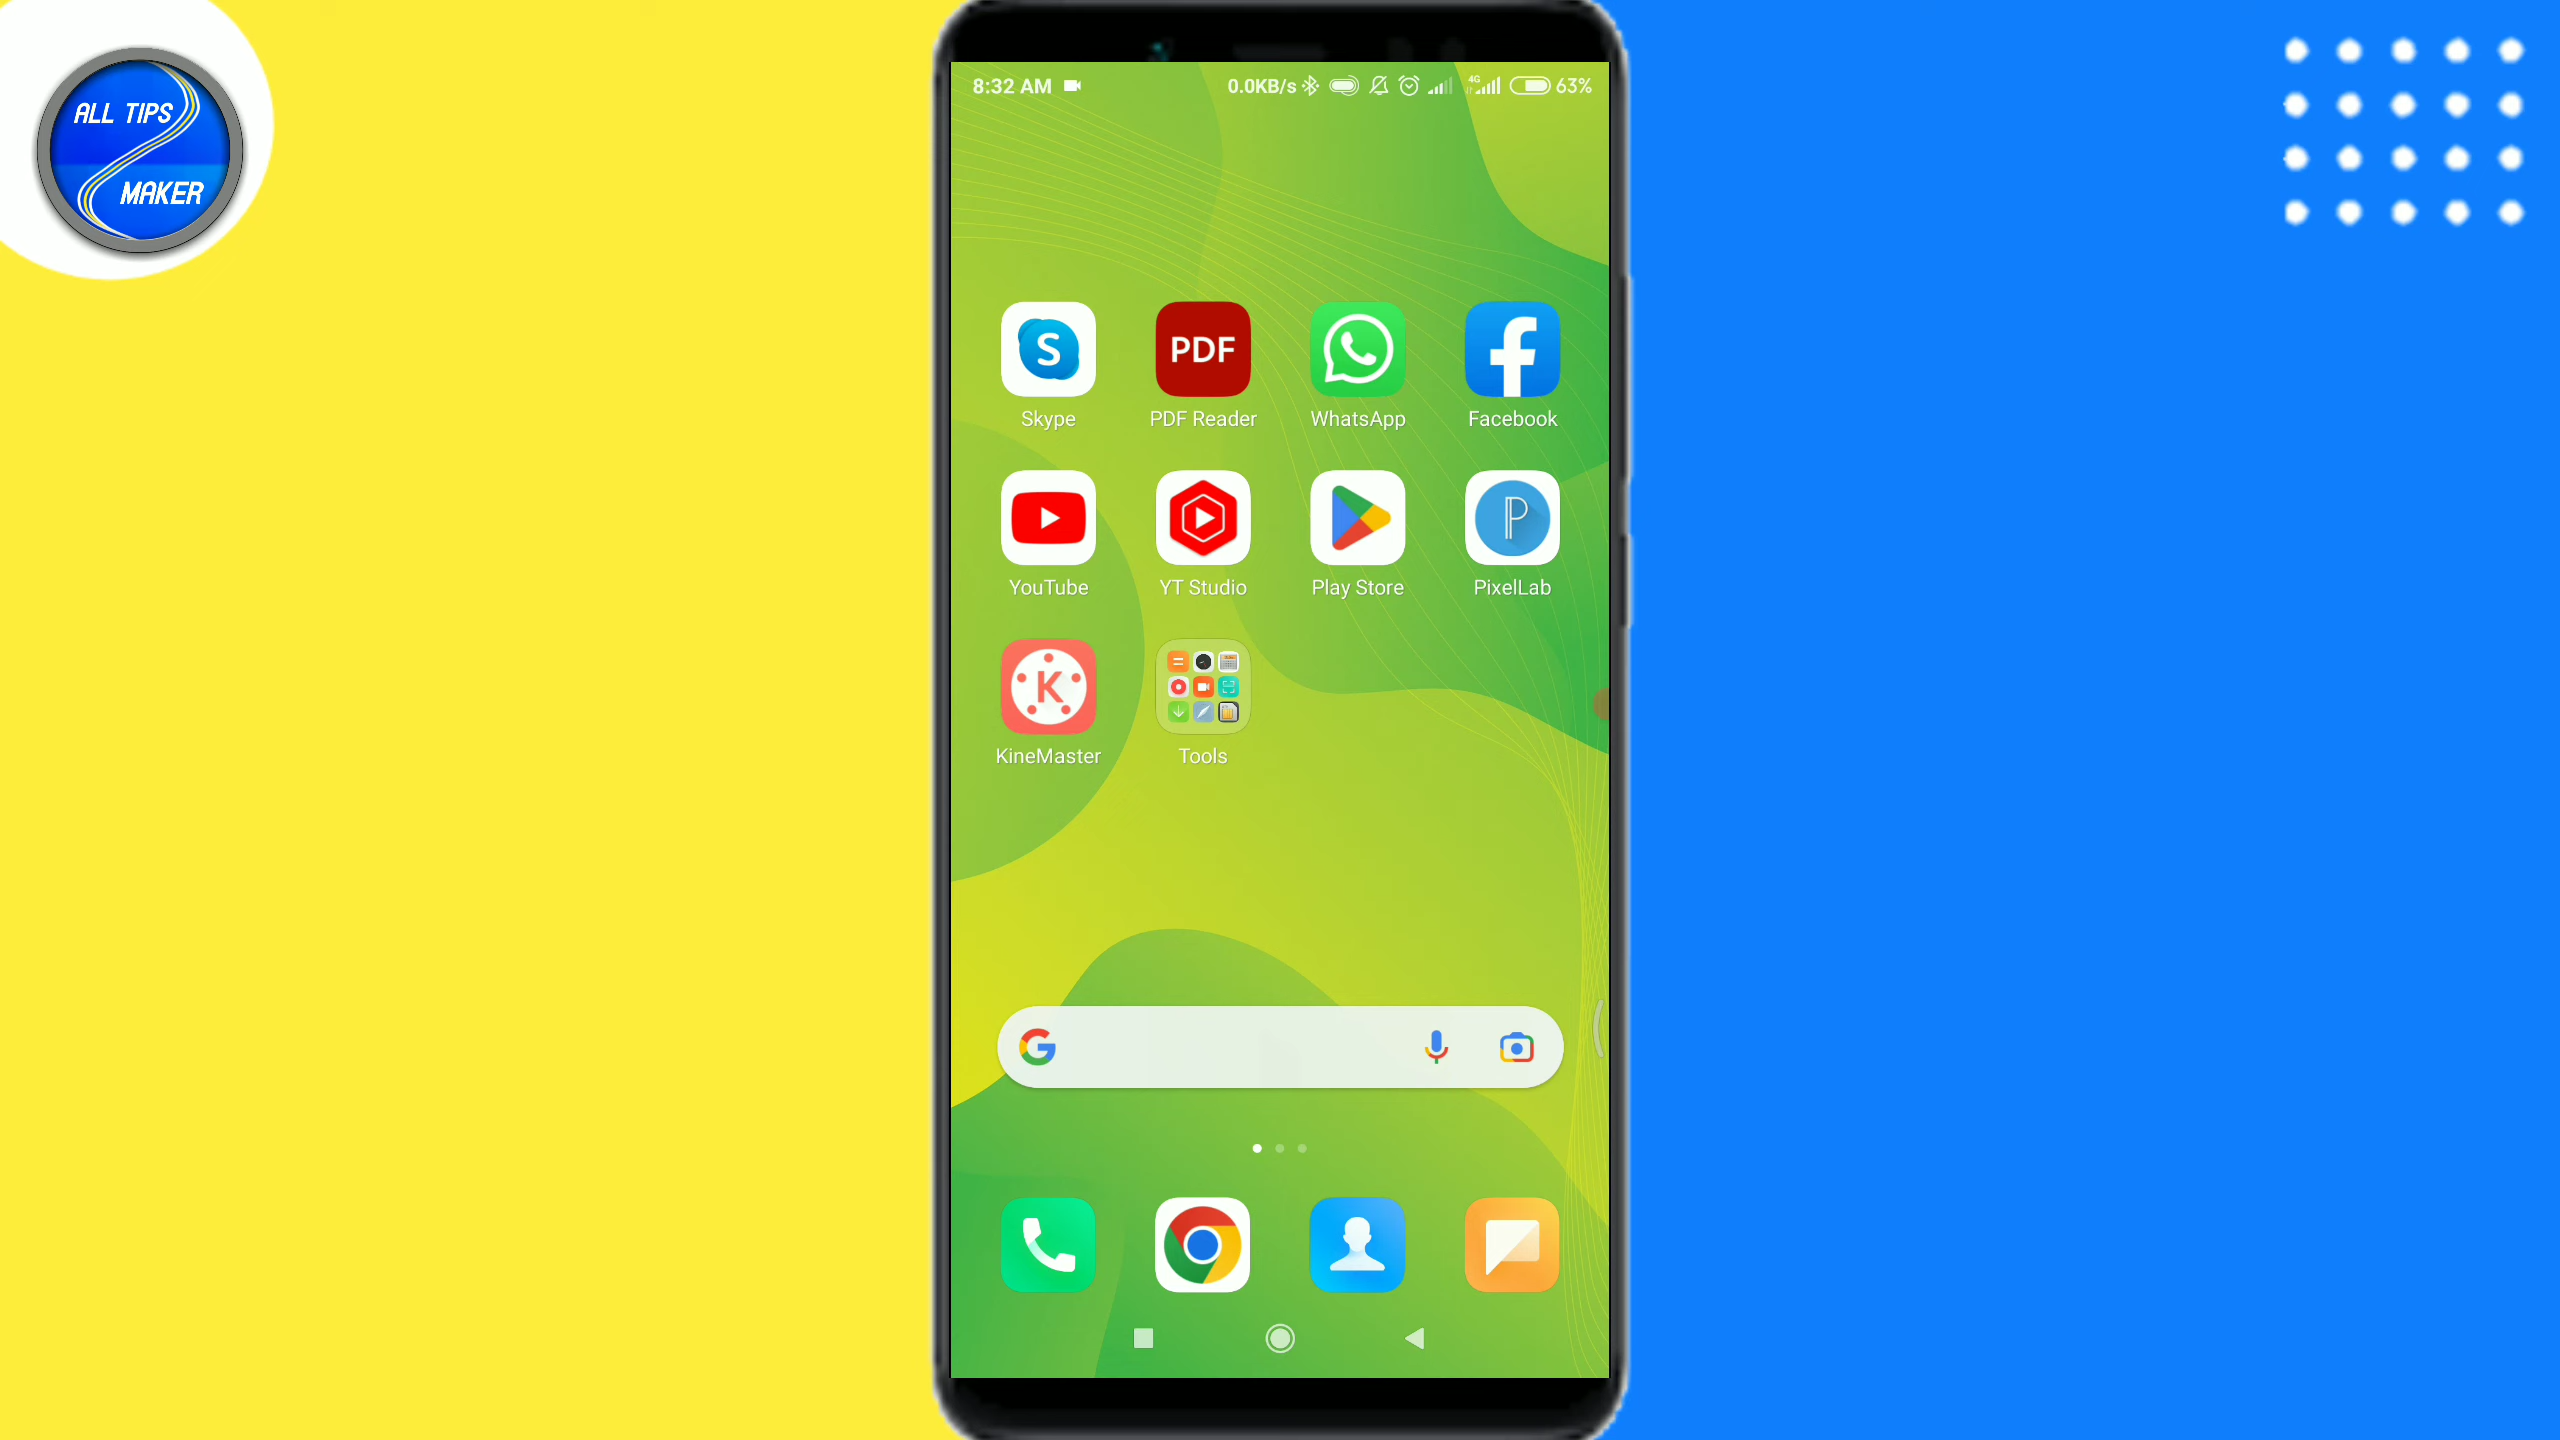 ALL TIPS
MAKER
8:32 AM 0.0KB/s 4G 63%
S PDF
Skype PDF Reader WhatsApp Facebook
P
YouTube YT Studio Play Store PixelLab
K
KineMaster Tools
G